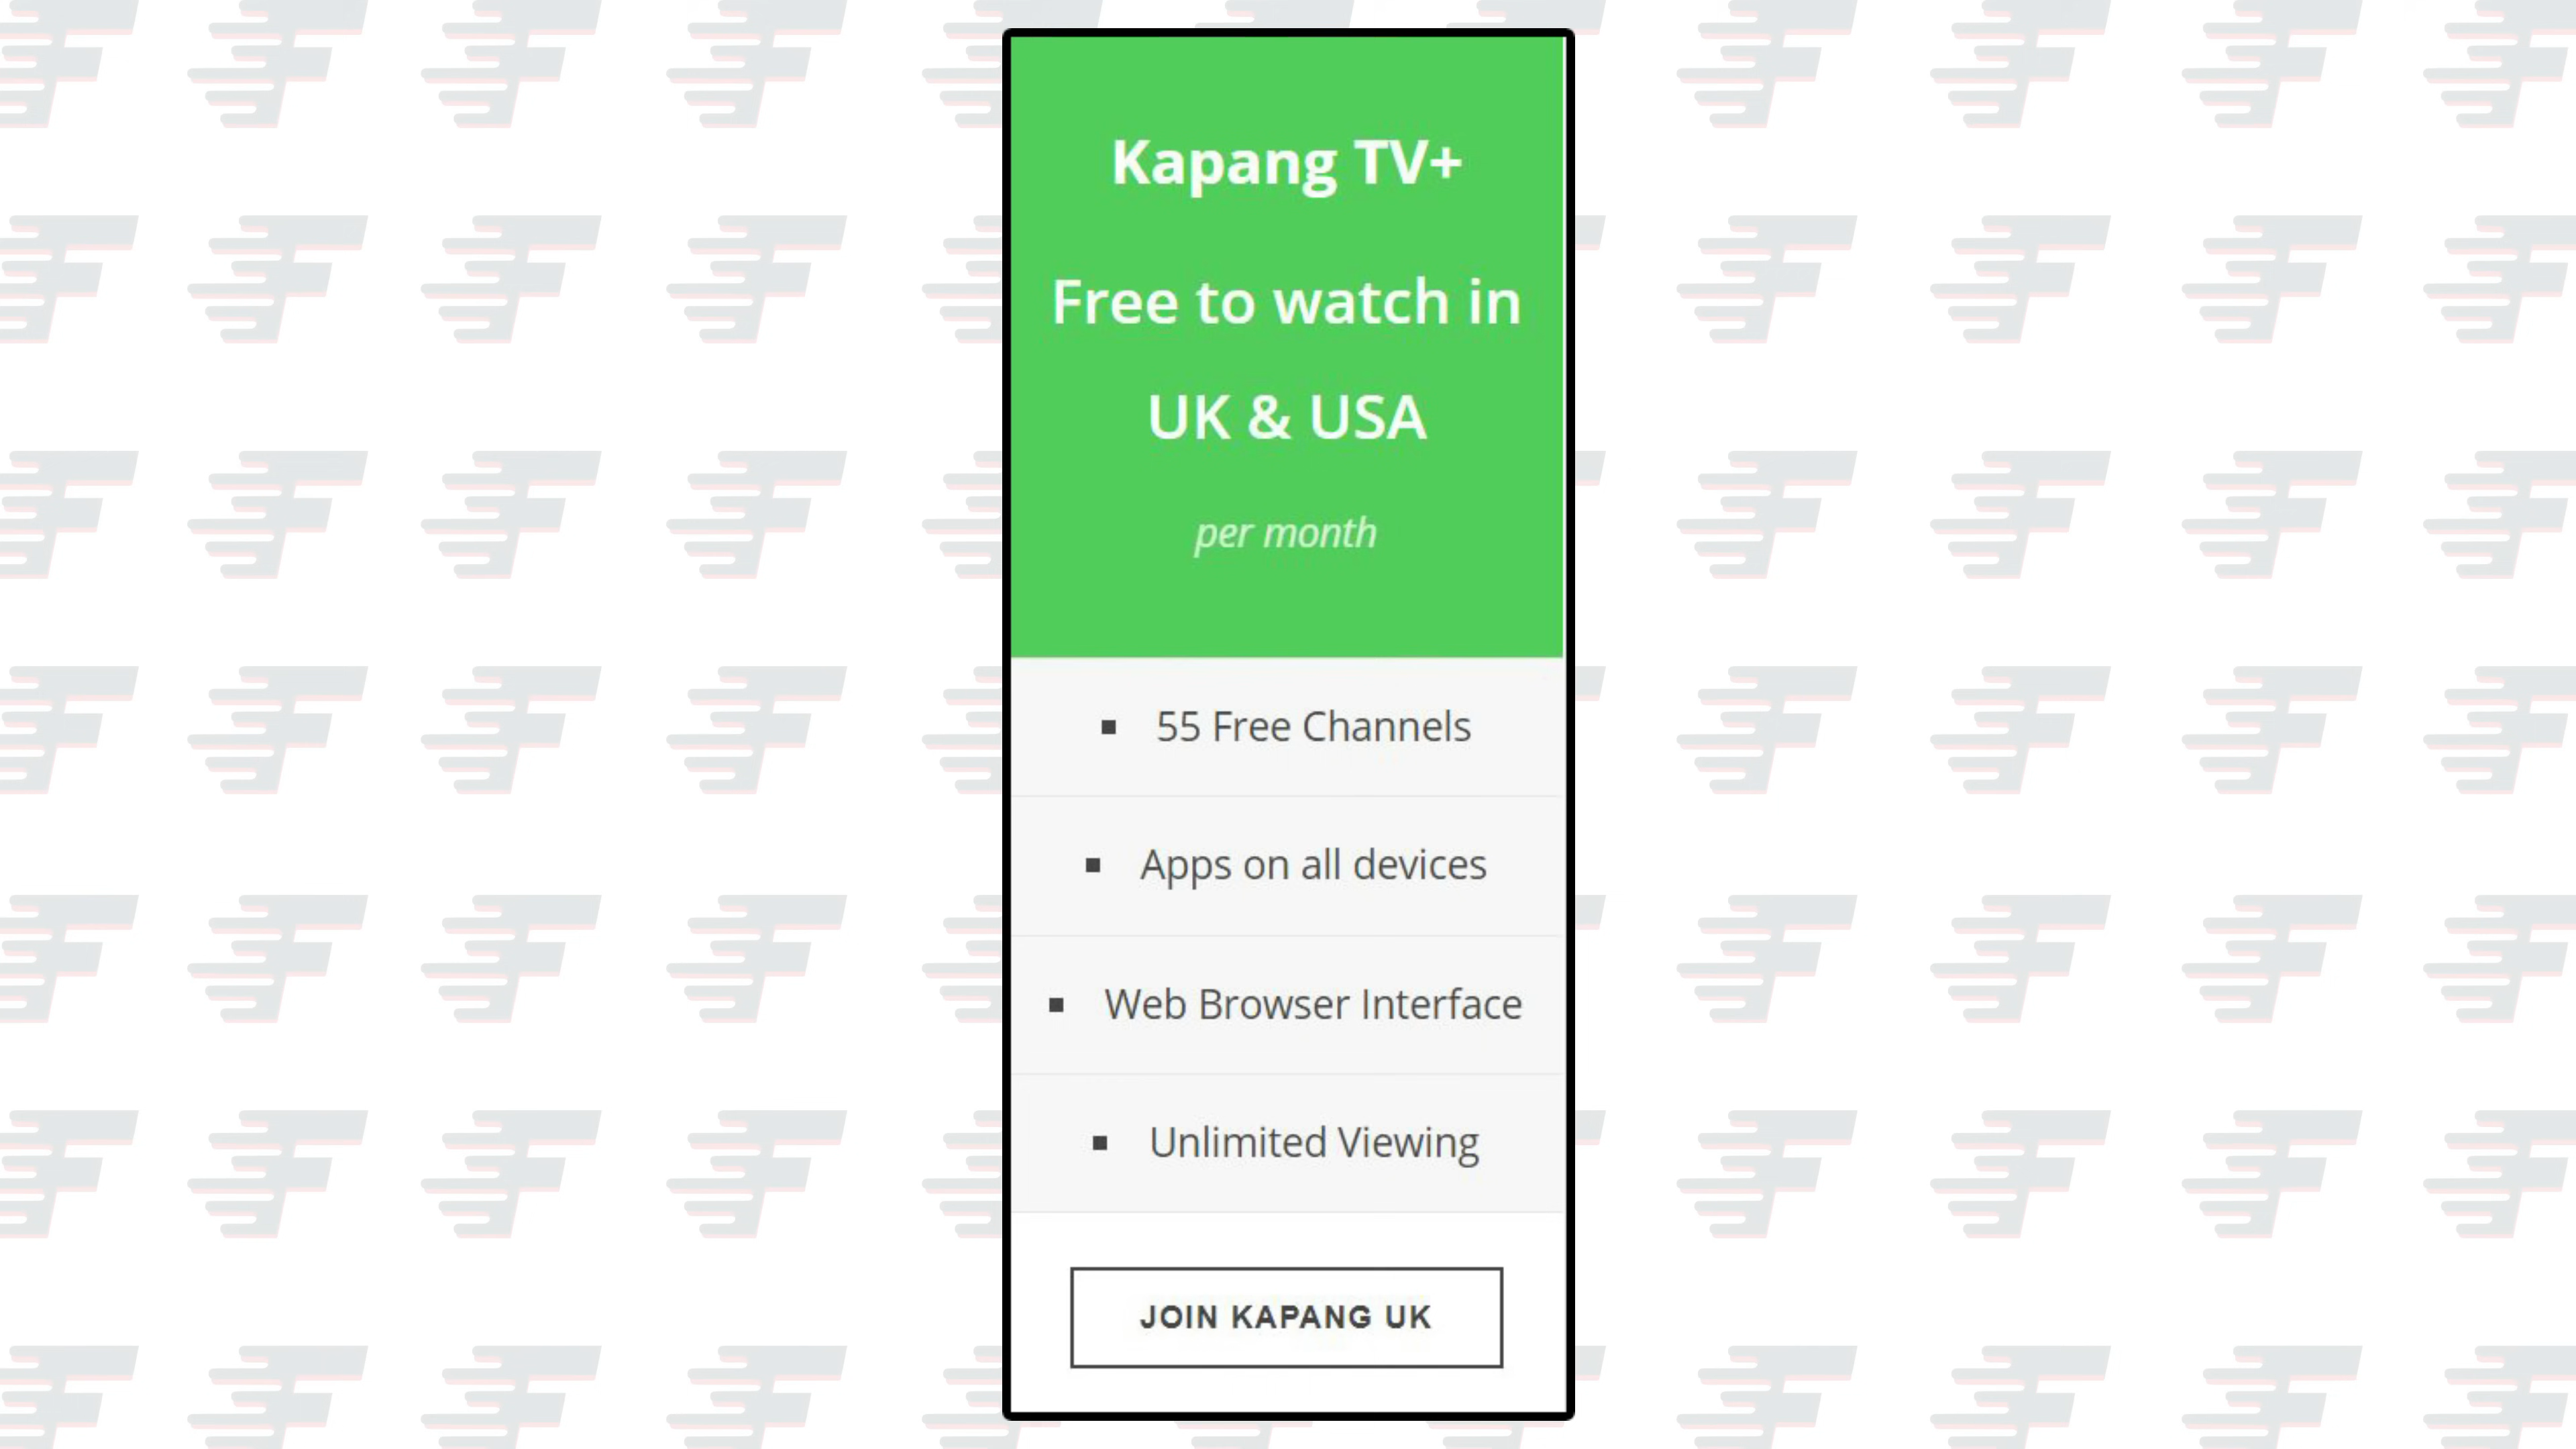 Kapang TV+
Free to watch in
UK & USA
per month
▪ 55 Free Channels
▪ Apps on all devices
▪ Web Browser Interface
▪ Unlimited Viewing
JOIN KAPANG UK